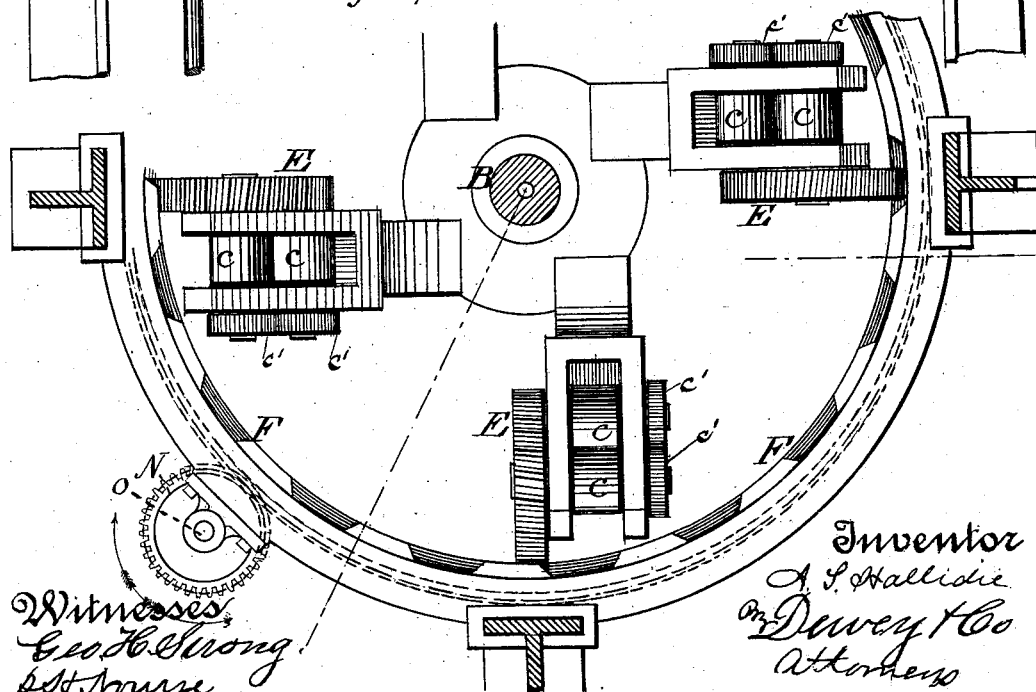 c' c'
C C
E
B
E
E
C C
c' c'
c'
E
c'
C
F
F
C
N
O
Inventor
A. S. Hallidie
By Dewey & Co
Attorneys
Witnesses
Geo H Strong.